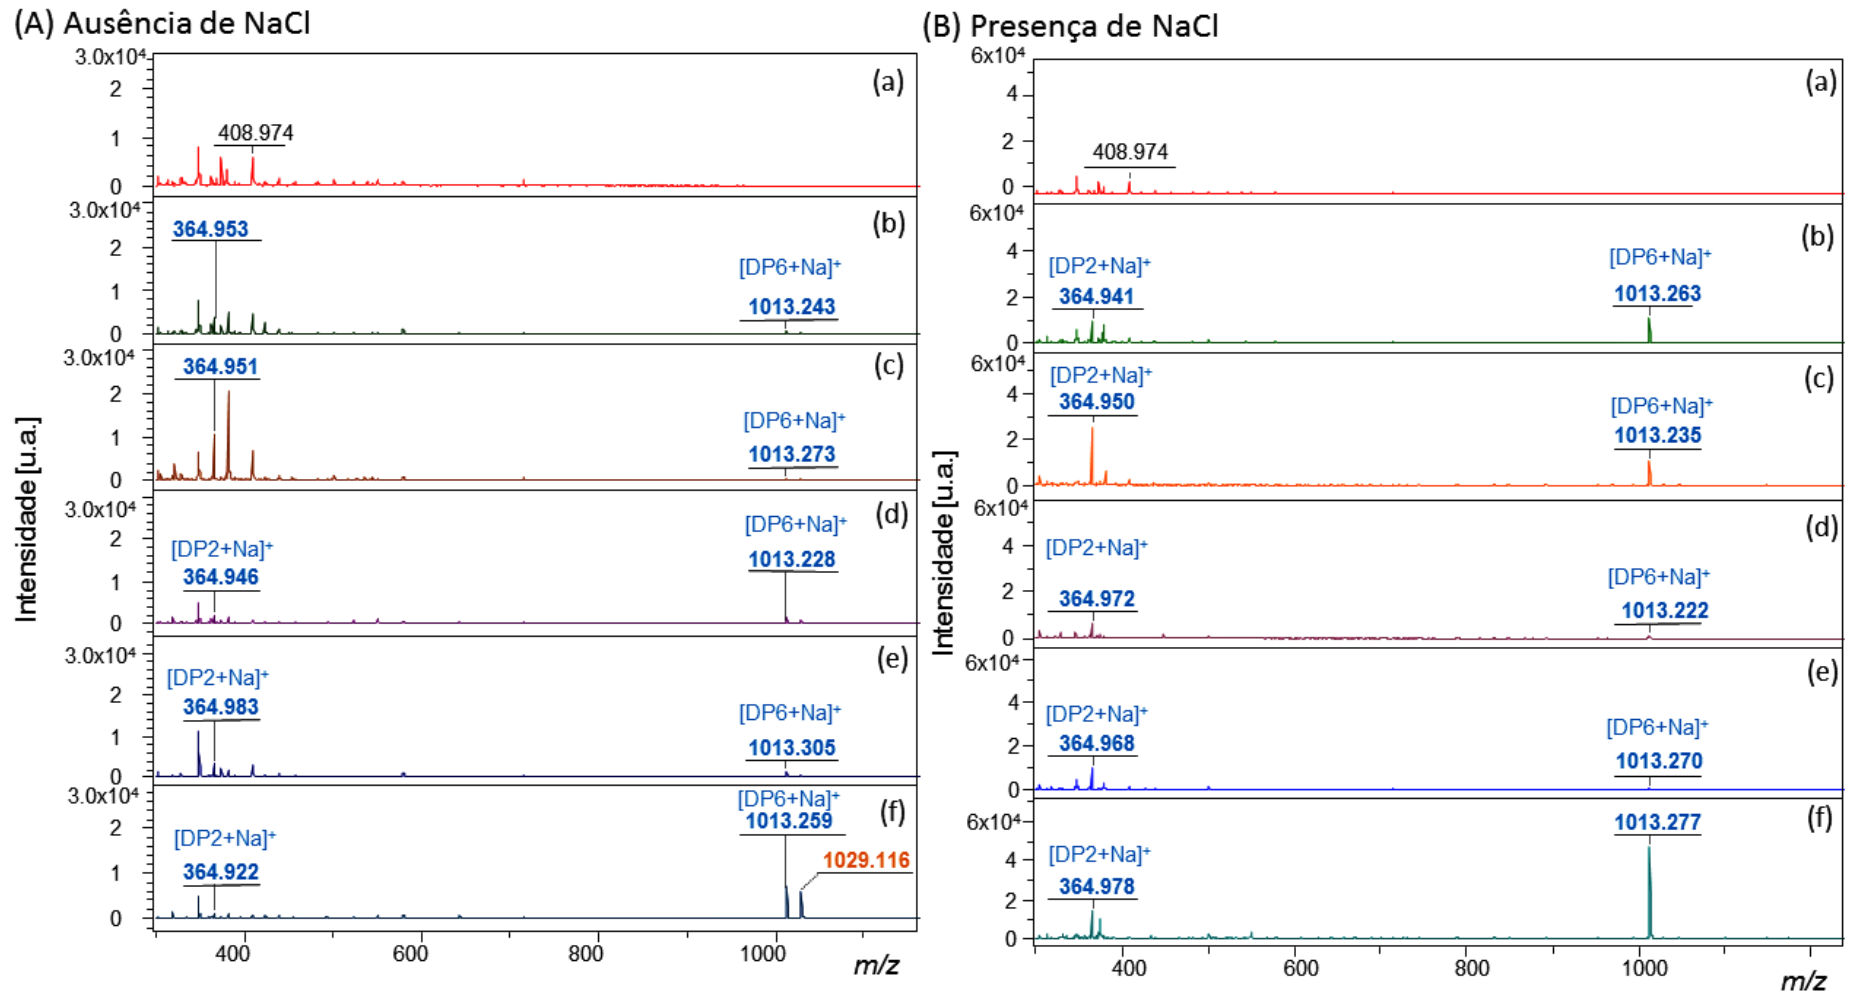 (A) Ausência de NaCl
Intensidade [u.a.]
3.0x10⁴
2
1
0
408.974
(a)
3.0x10⁴
2
1
0
364.953
[DP6+Na]⁺
1013.243
(b)
3.0x10⁴
2
1
0
364.951
[DP6+Na]⁺
1013.273
(c)
3.0x10⁴
2
1
0
[DP2+Na]⁺
364.946
[DP6+Na]⁺
1013.228
(d)
3.0x10⁴
2
1
0
[DP2+Na]⁺
364.983
[DP6+Na]⁺
1013.305
(e)
3.0x10⁴
2
1
0
[DP2+Na]⁺
364.922
[DP6+Na]⁺
1013.259
1029.116
(f)
400 600 800 1000 m/z
(B) Presença de NaCl
Intensidade [u.a.]
6x10⁴
4
2
0
408.974
(a)
6x10⁴
4
2
0
[DP2+Na]⁺
364.941
[DP6+Na]⁺
1013.263
(b)
6x10⁴
4
2
0
[DP2+Na]⁺
364.950
[DP6+Na]⁺
1013.235
(c)
6x10⁴
4
2
0
[DP2+Na]⁺
364.972
[DP6+Na]⁺
1013.222
(d)
6x10⁴
4
2
0
[DP2+Na]⁺
364.968
[DP6+Na]⁺
1013.270
(e)
6x10⁴
4
2
0
[DP2+Na]⁺
364.978
1013.277
(f)
400 600 800 1000 m/z